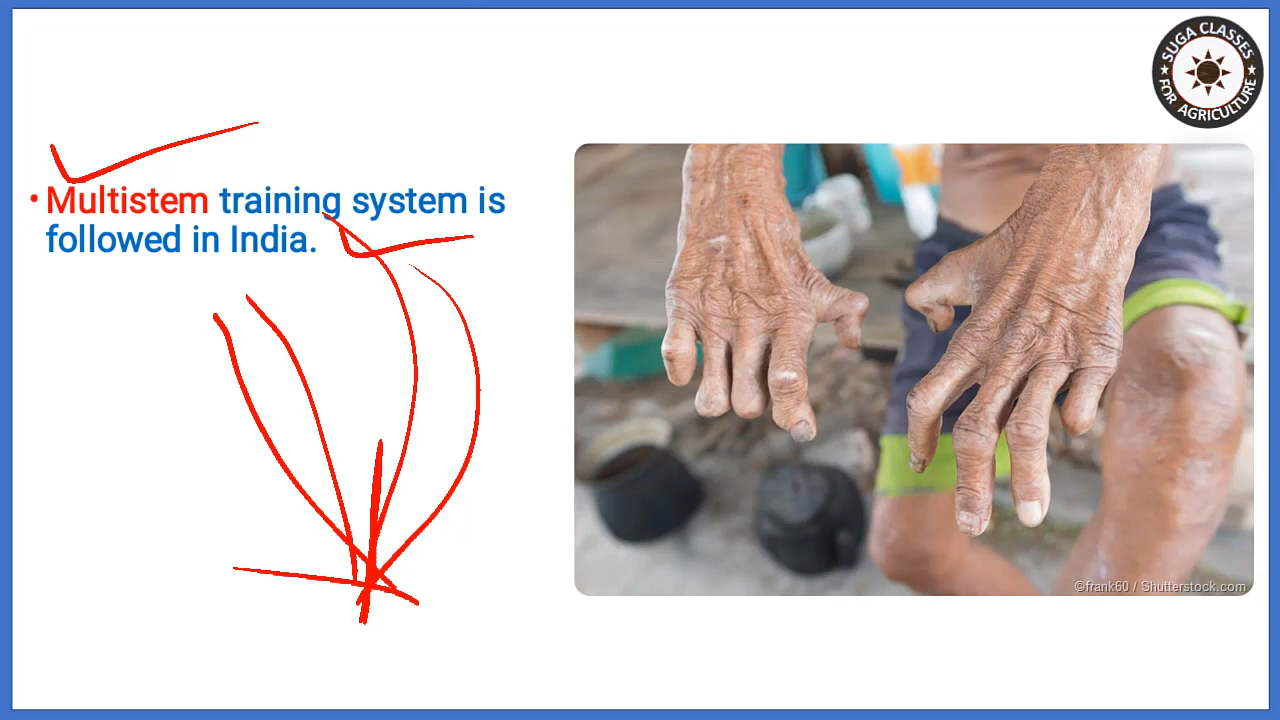 SUGA CLASSES
FOR AGRICULTURE
• Multistem training system is
followed in India.
©frank60 / Shutterstock.com